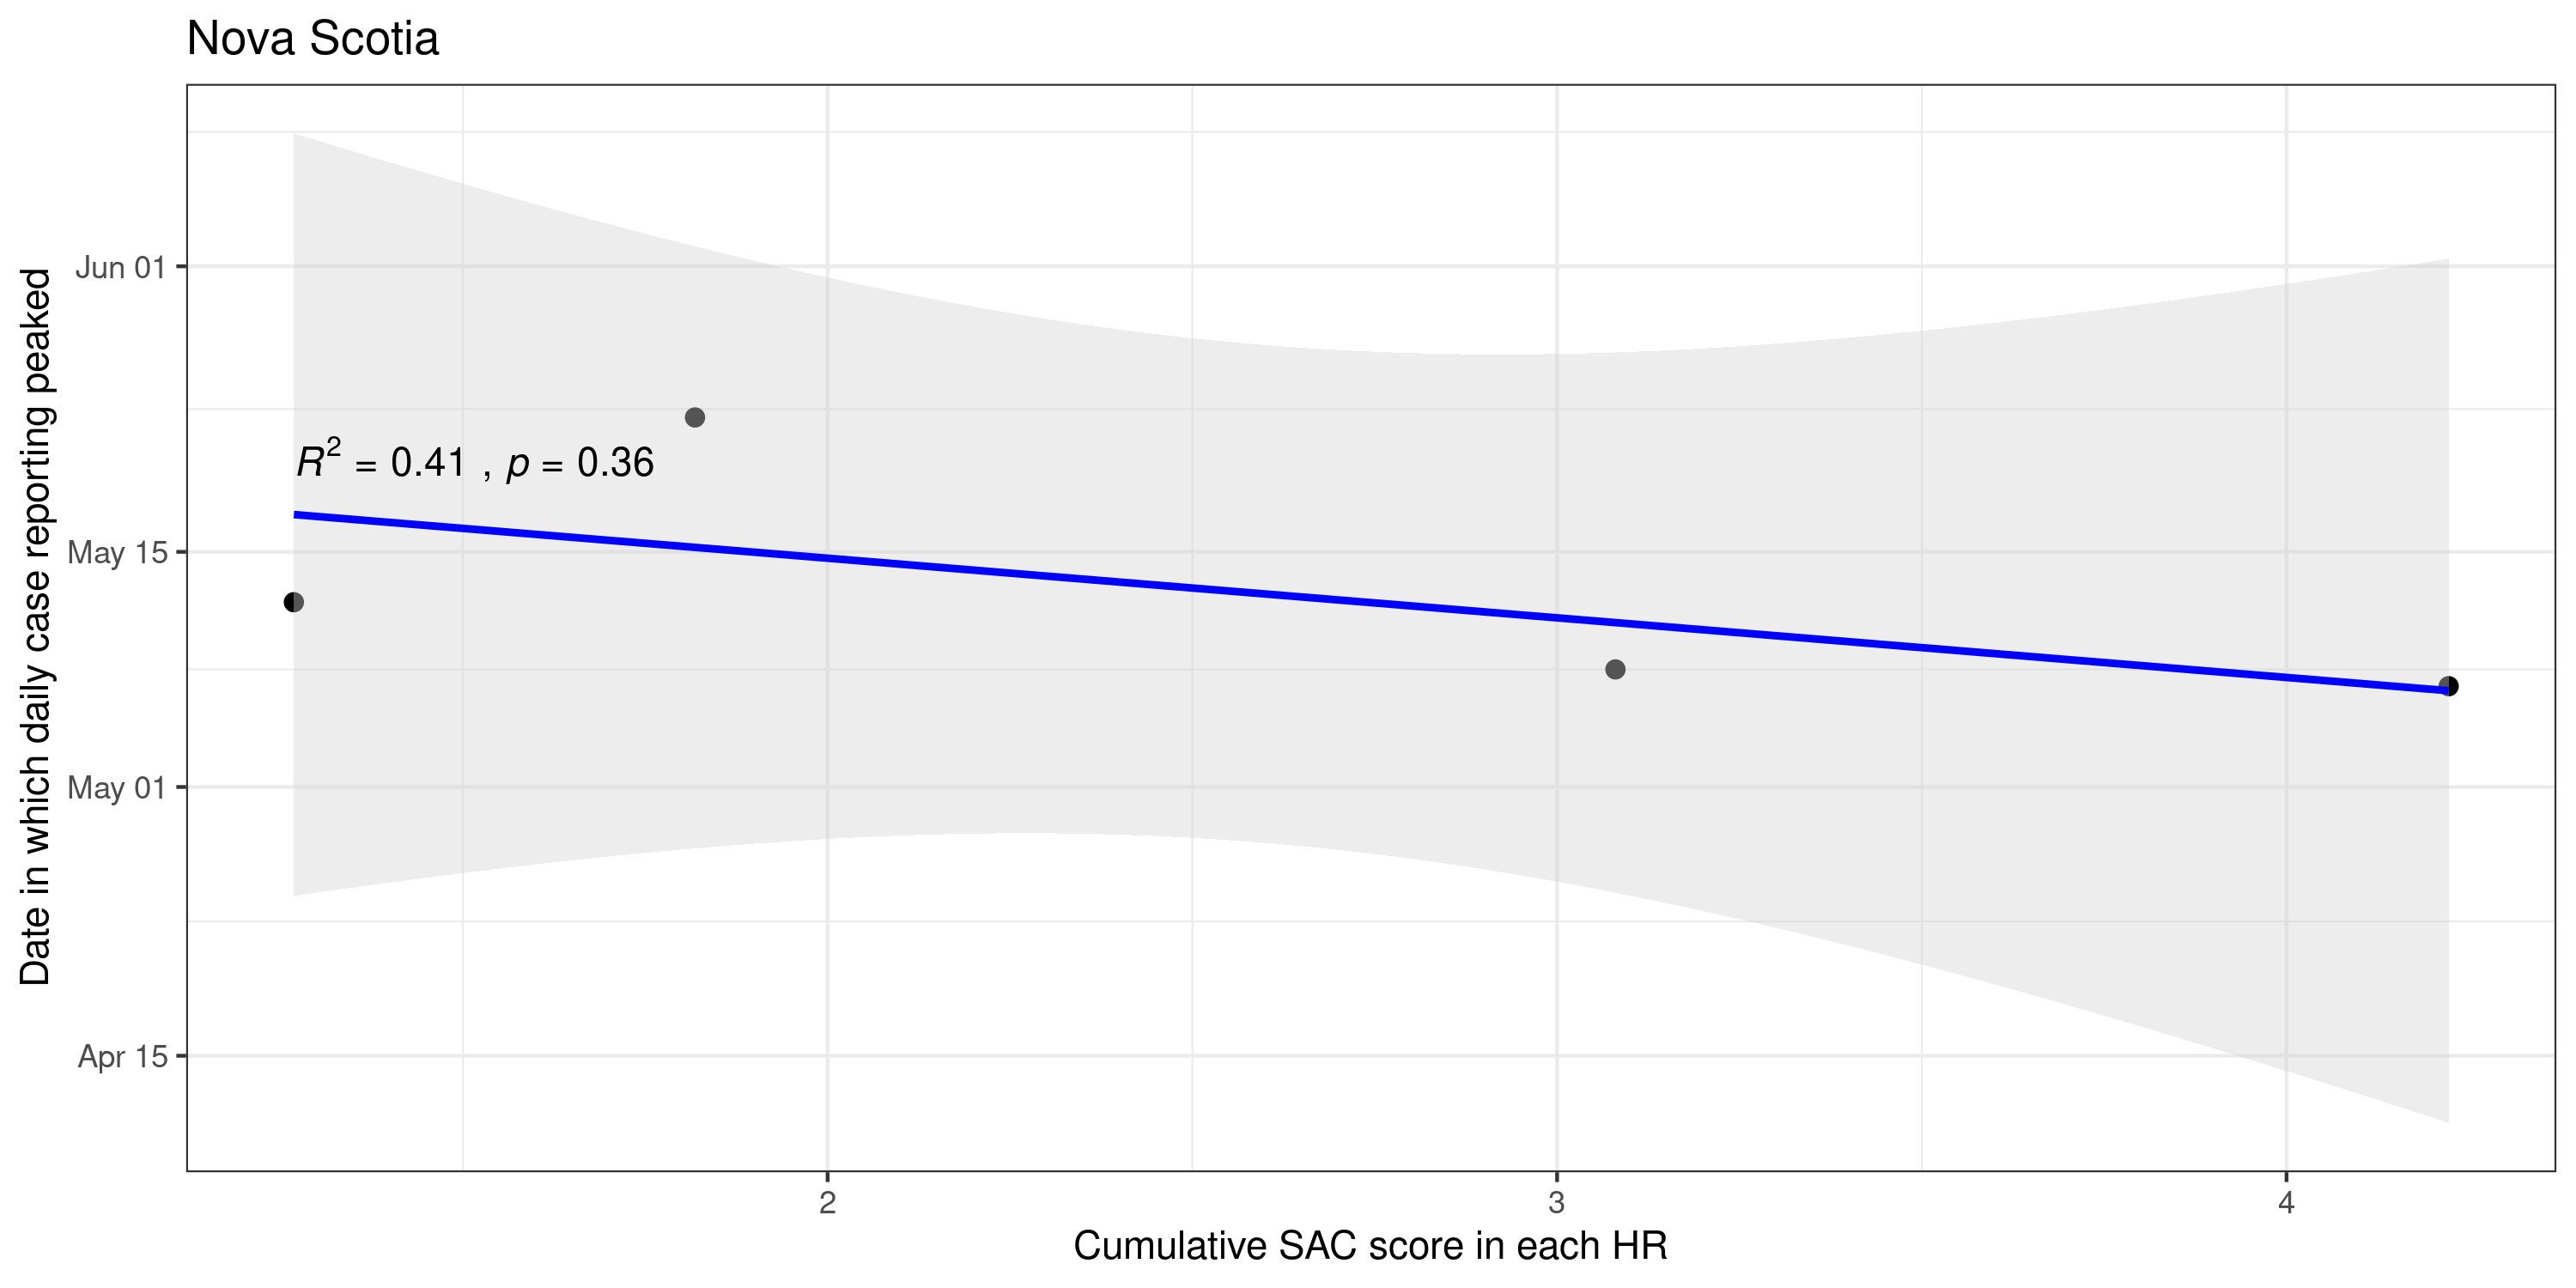 Nova Scotia
Date in which daily case reporting peaked
Jun 01
May 15
May 01
Apr 15
R² = 0.41 , p = 0.36
2
3
4
Cumulative SAC score in each HR